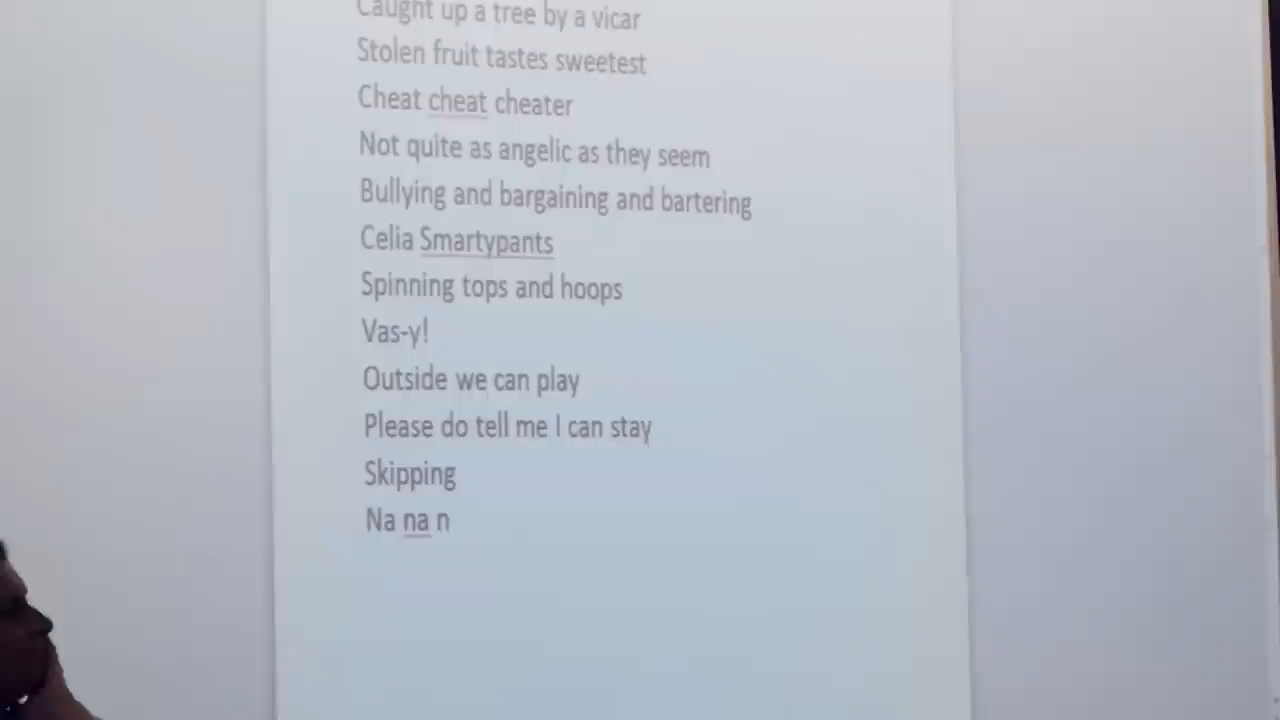 Caught up a tree by a vicar
Stolen fruit tastes sweetest
Cheat cheat cheater
Not quite as angelic as they seem
Bullying and bargaining and bartering
Celia Smartypants
Spinning tops and hoops
Vas-y!
Outside we can play
Please do tell me I can stay
Skipping
Na na n